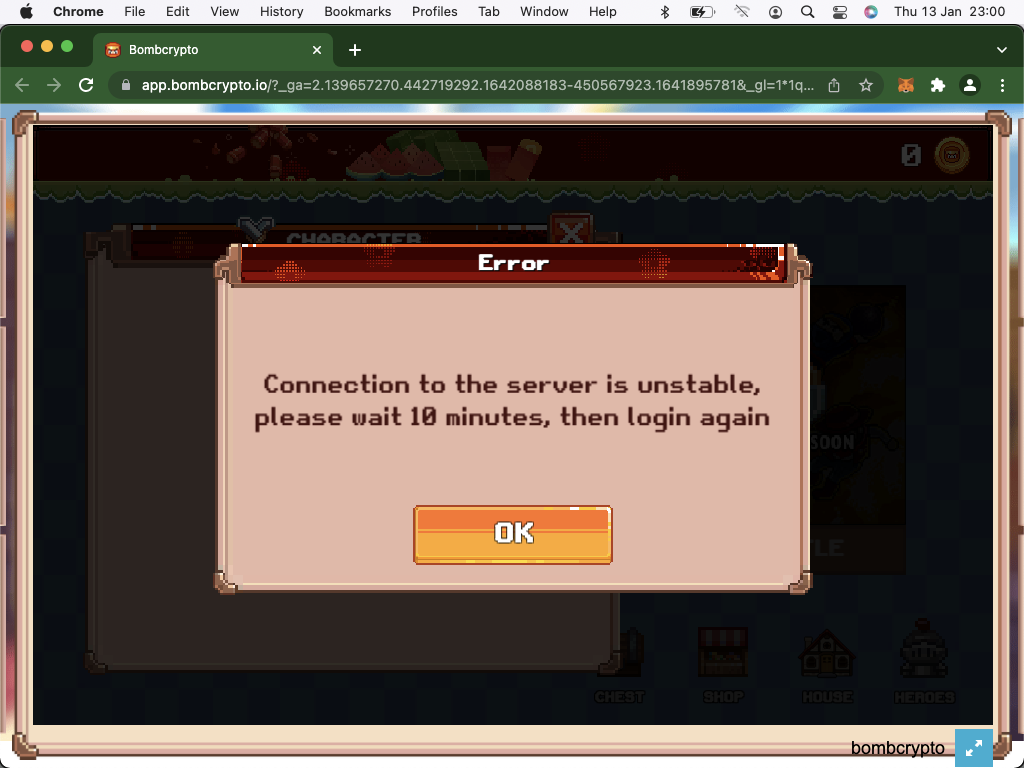 Chrome File Edit View History Bookmarks Profiles Tab Window Help Thu 13 Jan 23:00
Bombcrypto
app.bombcrypto.io/?_ga=2.139657270.442719292.1642088183-450567923.1641895781&_gl=1*1q...
0
CHARACTER
Error
Connection to the server is unstable,
please wait 10 minutes, then login again
SOON
OK
CHEST SHOP HOUSE HEROES
bombcrypto